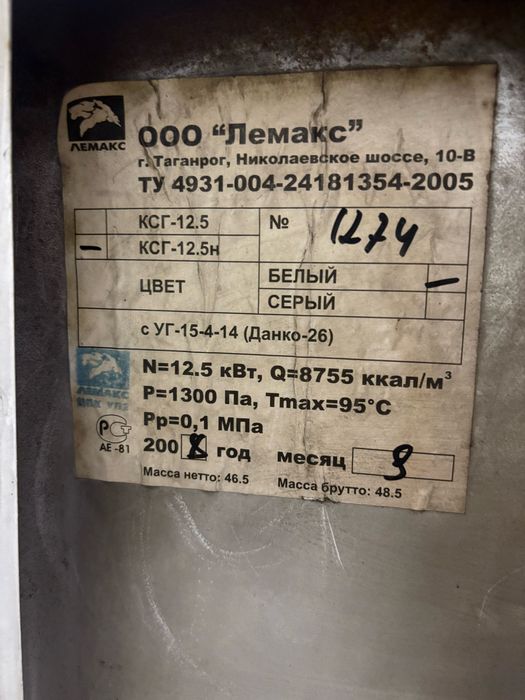 ЛЕМАКС
ООО “Лемакс”
г. Таганрог, Николаевское шоссе, 10-В
ТУ 4931-004-24181354-2005
КСГ-12.5
№ 1274
– КСГ-12.5н
ЦВЕТ
БЕЛЫЙ –
СЕРЫЙ
с УГ-15-4-14 (Данко-26)
ЛЕМАКС
N=12.5 кВт, Q=8755 ккал/м³
P=1300 Па, Tmax=95°C
Pp=0,1 МПа
2008 год
месяц 9
АЕ-81
Масса нетто: 46.5
Масса брутто: 48.5